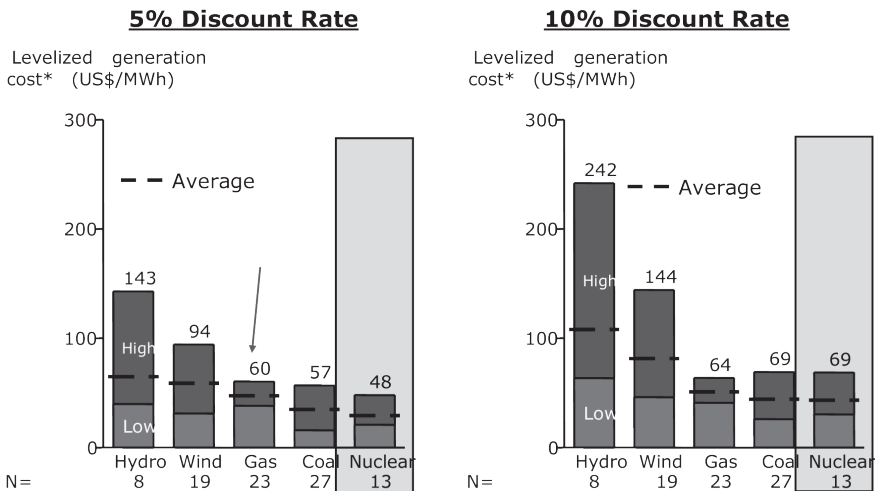 5% Discount Rate
Levelized generation
cost* (US$/MWh)
300
200
100
0
Average
143
94
60
57
48
High
Low
Hydro Wind Gas Coal Nuclear
N= 8 19 23 27 13
10% Discount Rate
Levelized generation
cost* (US$/MWh)
300
200
100
0
Average
242
144
64
69
69
High
Low
Hydro Wind Gas Coal Nuclear
N= 8 19 23 27 13